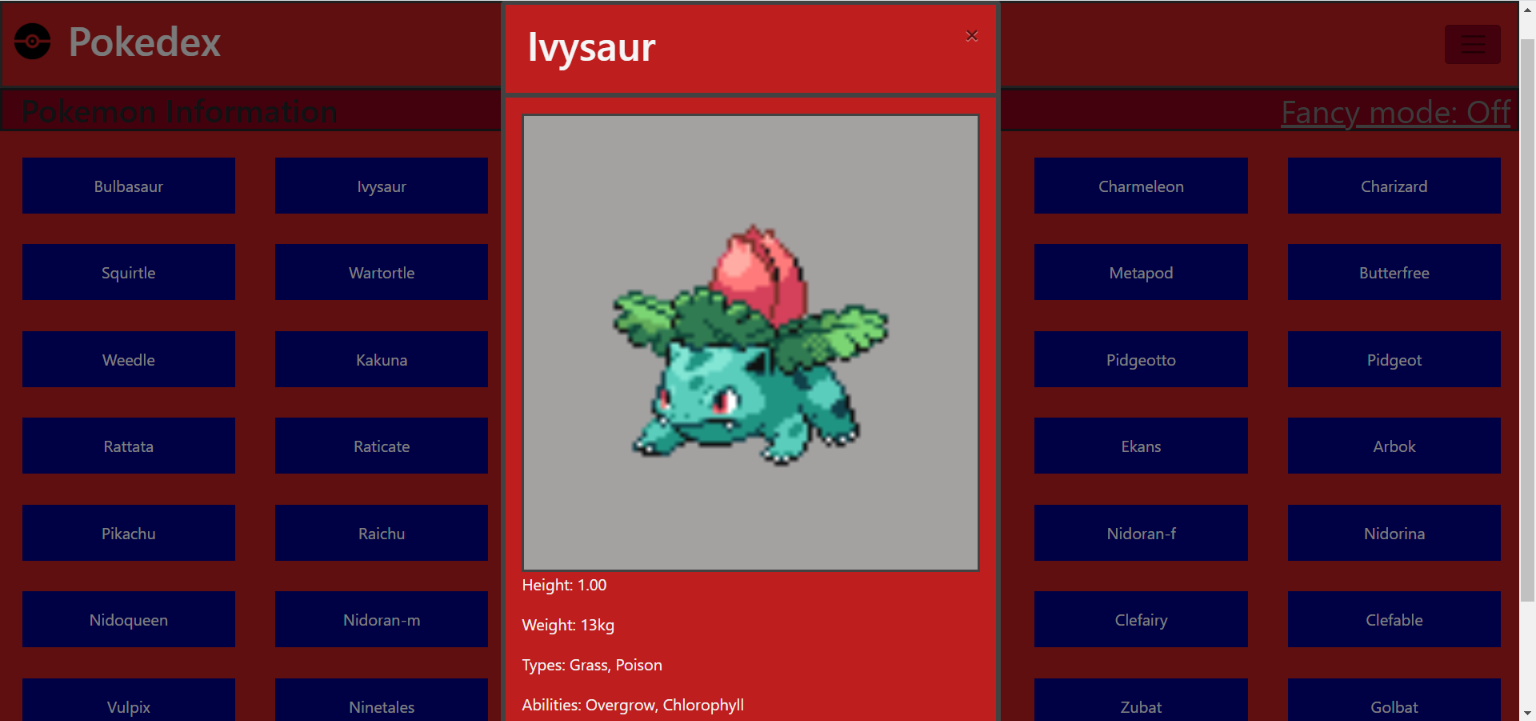 Pokedex
Ivysaur
×
Pokemon Information
Fancy mode: Off
Bulbasaur
Ivysaur
Charmeleon
Charizard
Squirtle
Wartortle
Metapod
Butterfree
Weedle
Kakuna
Pidgeotto
Pidgeot
Rattata
Raticate
Ekans
Arbok
Pikachu
Raichu
Nidoran-f
Nidorina
Nidoqueen
Nidoran-m
Clefairy
Clefable
Vulpix
Ninetales
Zubat
Golbat
Height: 1.00
Weight: 13kg
Types: Grass, Poison
Abilities: Overgrow, Chlorophyll